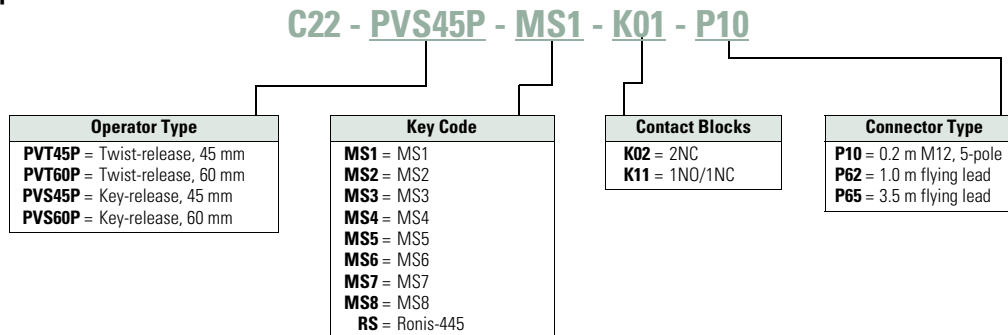 C22 - PVS45P - MS1 - K01 - P10
Operator Type
PVT45P = Twist-release, 45 mm
PVT60P = Twist-release, 60 mm
PVS45P = Key-release, 45 mm
PVS60P = Key-release, 60 mm
Key Code
MS1 = MS1
MS2 = MS2
MS3 = MS3
MS4 = MS4
MS5 = MS5
MS6 = MS6
MS7 = MS7
MS8 = MS8
RS = Ronis-445
Contact Blocks
K02 = 2NC
K11 = 1NO/1NC
Connector Type
P10 = 0.2 m M12, 5-pole
P62 = 1.0 m flying lead
P65 = 3.5 m flying lead